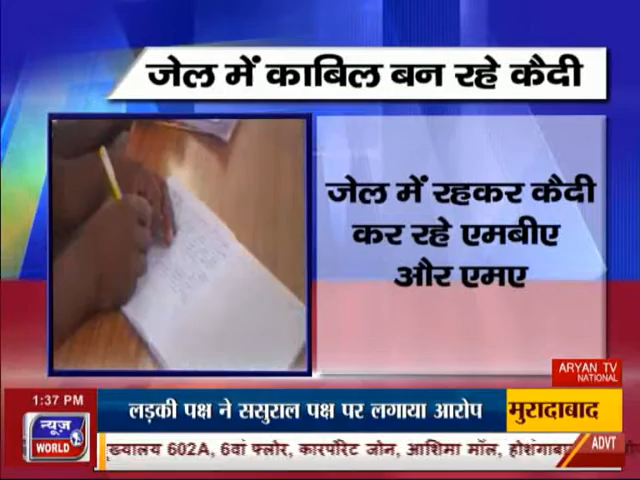 जेल में काबिल बन रहे कैदी
जेल में रहकर कैदी
कर रहे एमबीए
और एमए
ARYAN TV
NATIONAL
1:37 PM
लड़की पक्ष ने ससुराल पक्ष पर लगाया आरोप
मुरादाबाद
न्यूज़
WORLD
ख्यालय 602A, 6वां फ्लोर, कार्पोरेट जोन, आशिमा मॉल, होशंगाबा
ADVT